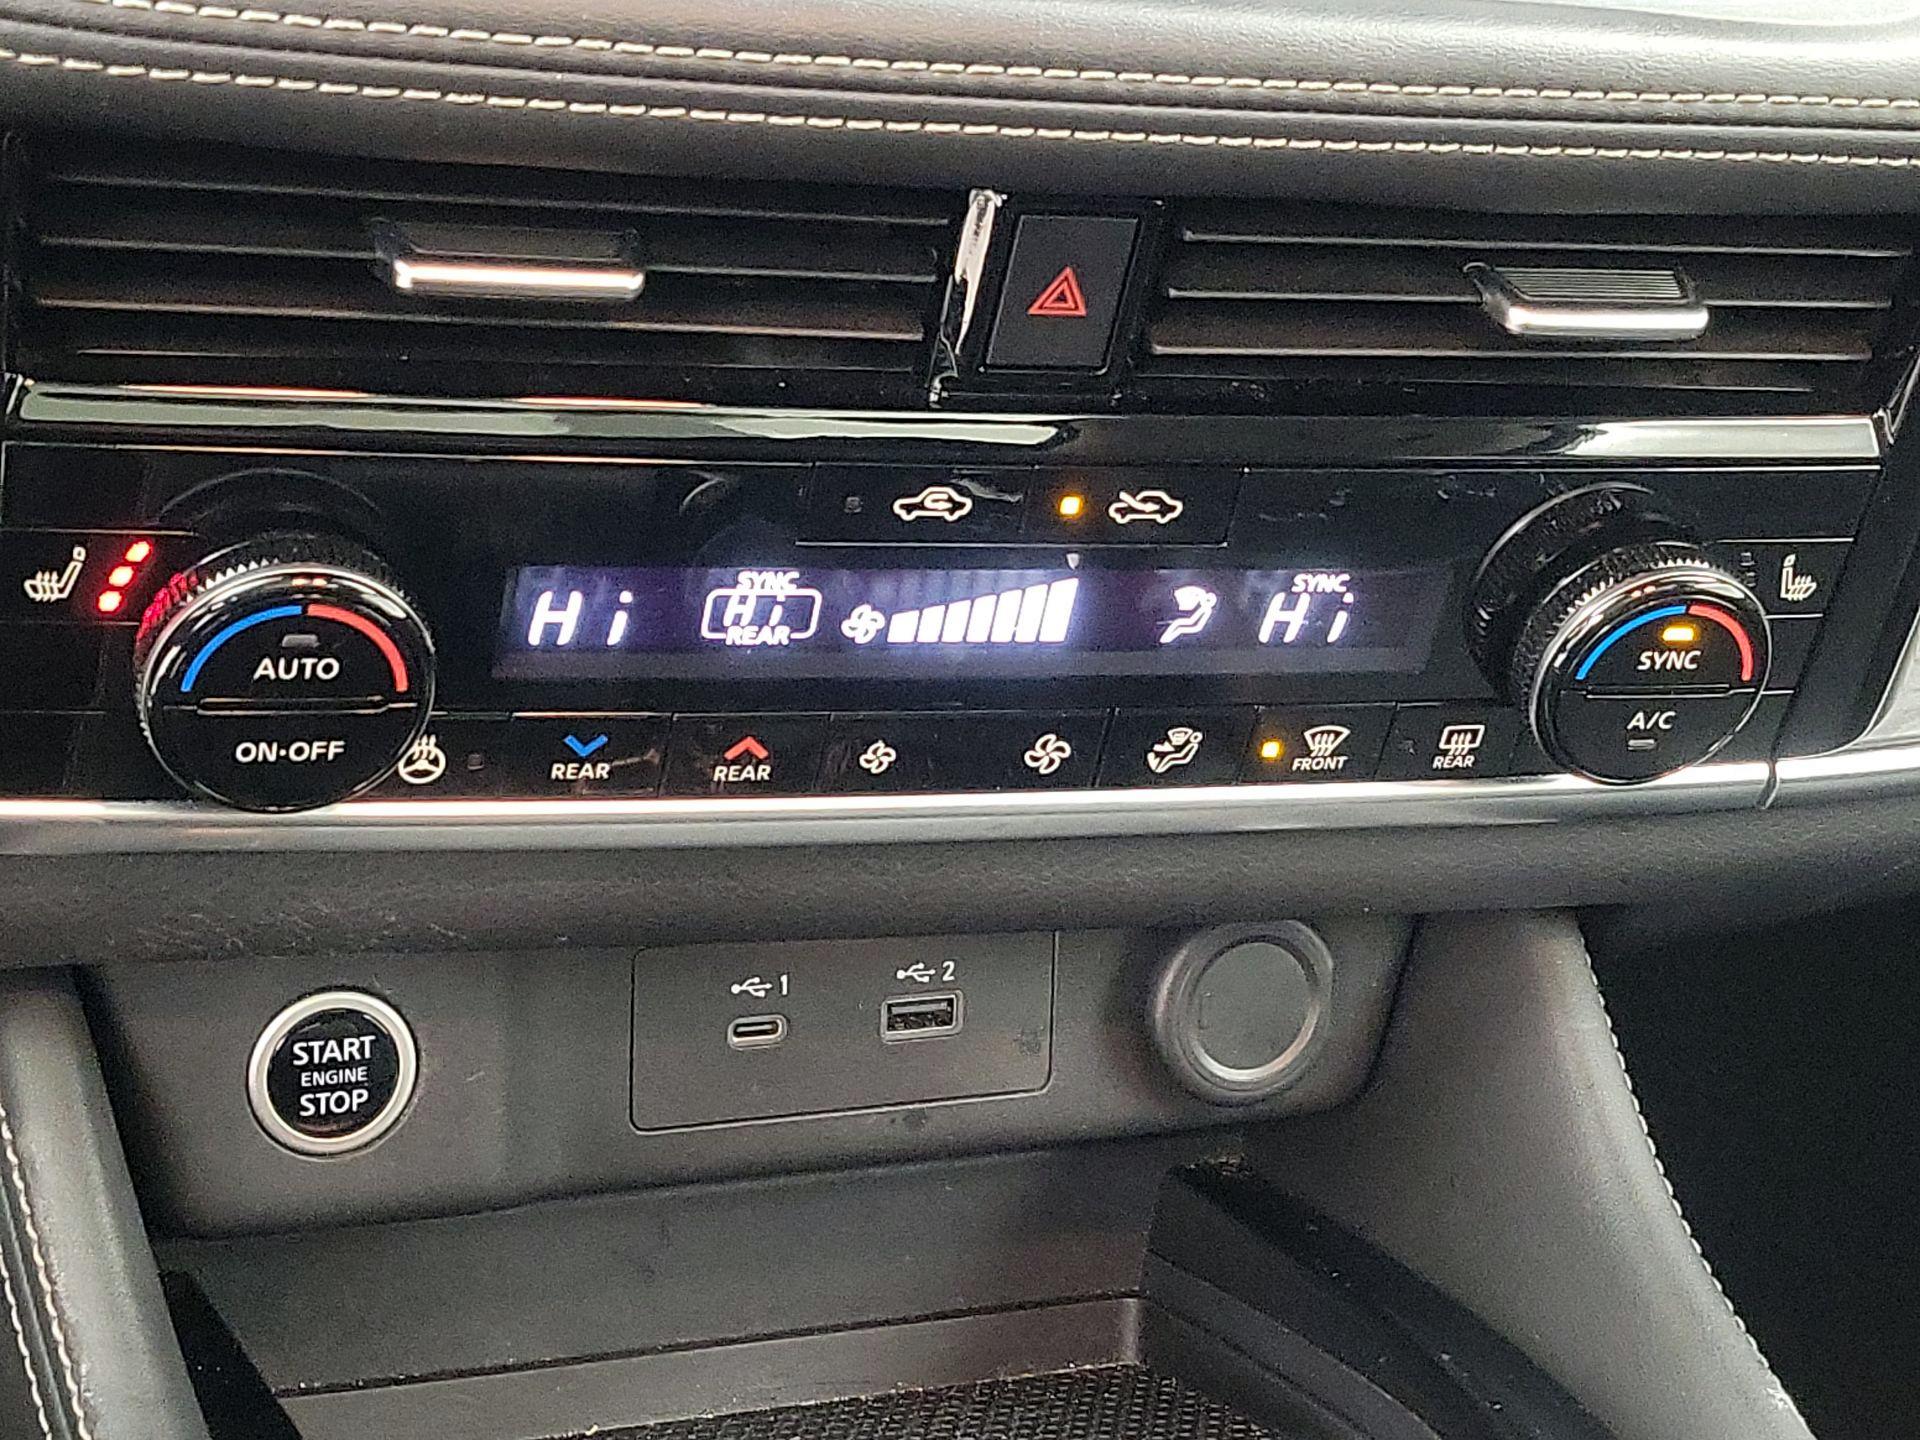 SYNC
SYNC
Hi
Hi
Hi
REAR
AUTO
SYNC
ON·OFF
A/C
REAR
REAR
FRONT
REAR
1
2
START
ENGINE
STOP